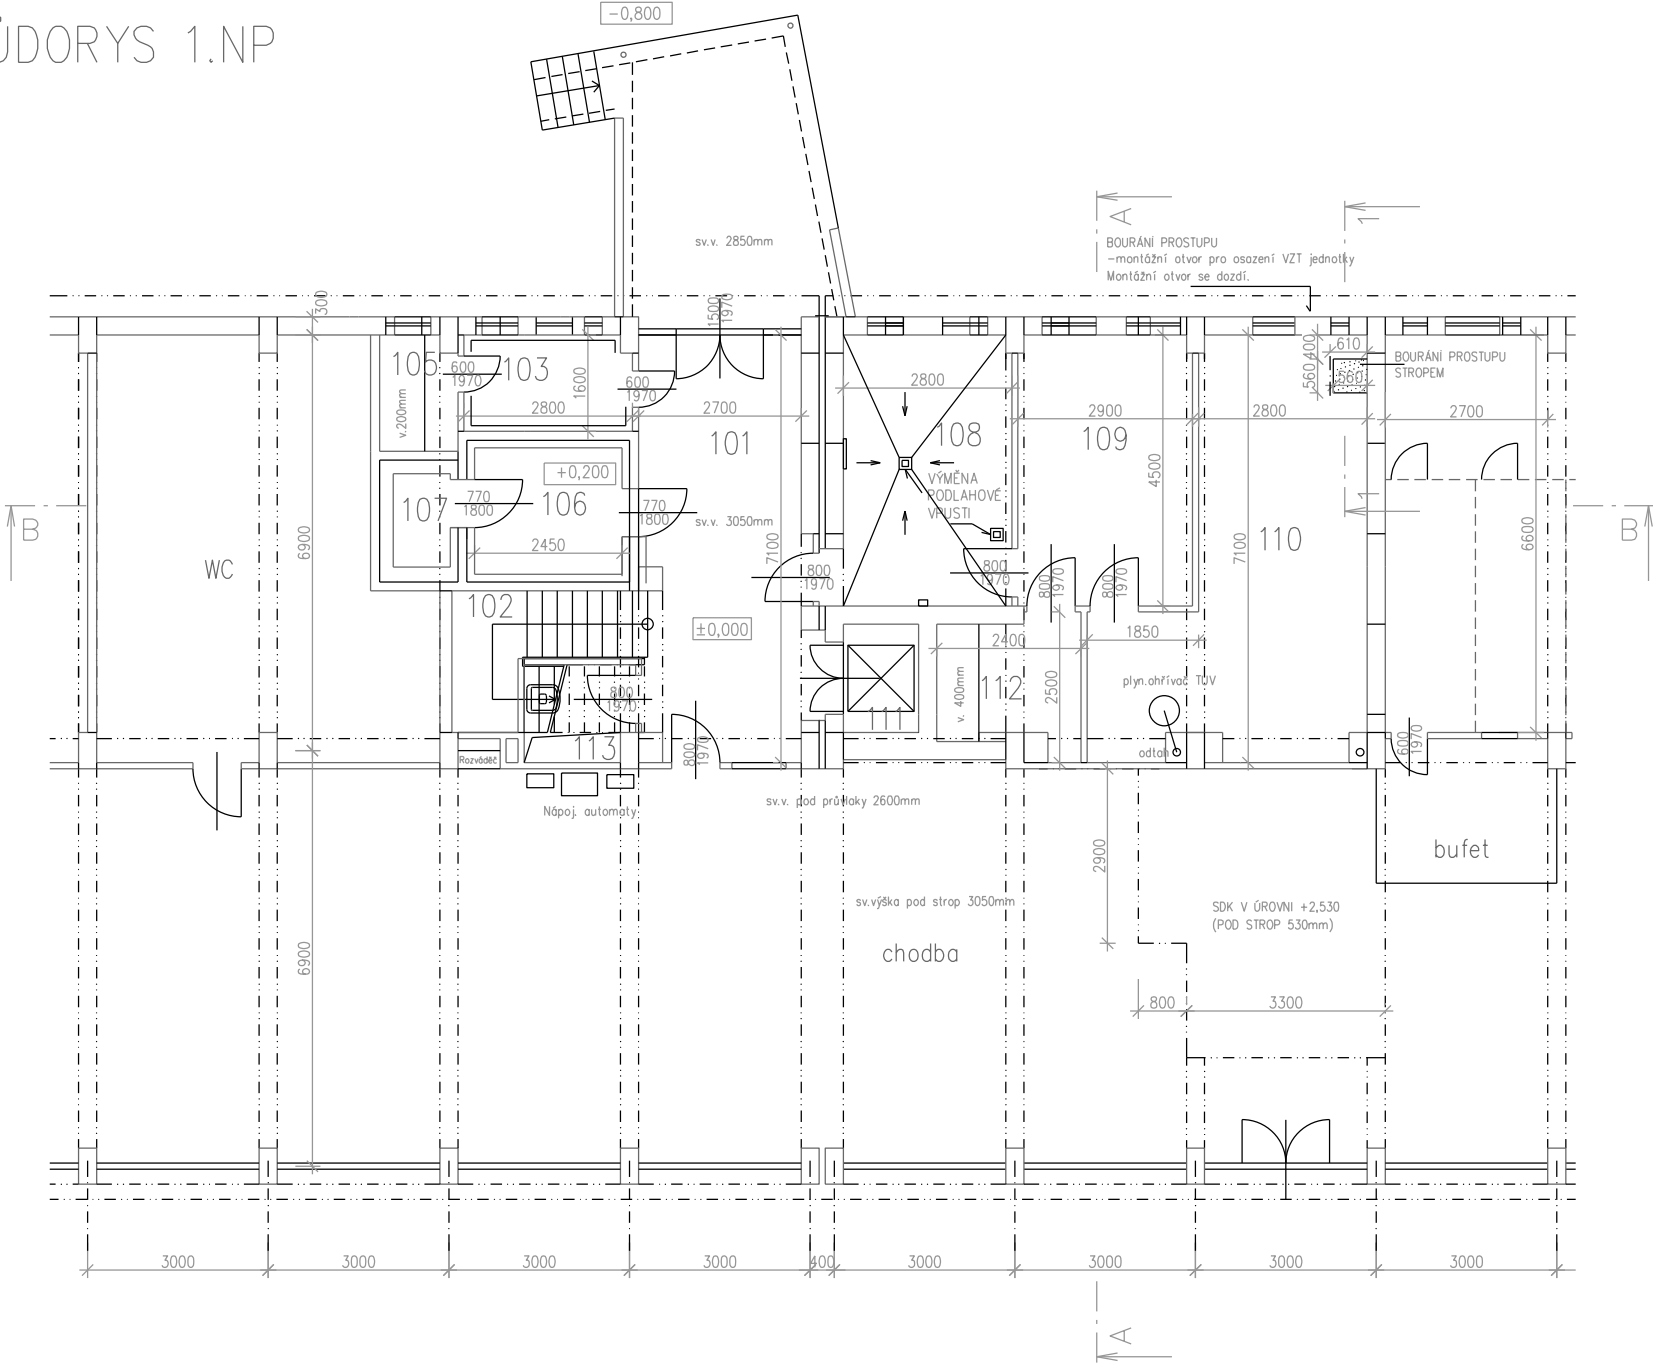 ŮDORYS 1.NP
-0,800
sv.v. 2850mm
A
1
BOURÁNÍ PROSTUPU
-montážní otvor pro osazení VZT jednotky
Montážní otvor se dozdí.
300
1500
1970
105
103
600
1970
600
1970
1600
v.200mm
2800
2700
101
2800
108
2900
109
2800
400
610
560
560
BOURÁNÍ PROSTUPU
STROPEM
2700
+0,200
107
106
770
1800
770
1800
sv.v. 3050mm
2450
VÝMĚNA
PODLAHOVÉ
VPUSTI
4500
1
B
B
6900
7100
7100
110
6600
WC
800
1970
800
1970
800
1970
800
1970
102
±0,000
2400
1850
112
v. 400mm
2500
plyn.ohřívač TUV
111
800
1970
800
1970
113
Rozváděč
odtah
600
1970
Nápoj. automaty
sv.v. pod průvlaky 2600mm
2900
bufet
sv.výška pod strop 3050mm
SDK V ÚROVNI +2,530
(POD STROP 530mm)
chodba
6900
800
3300
3000
3000
3000
3000
400
3000
3000
3000
3000
A